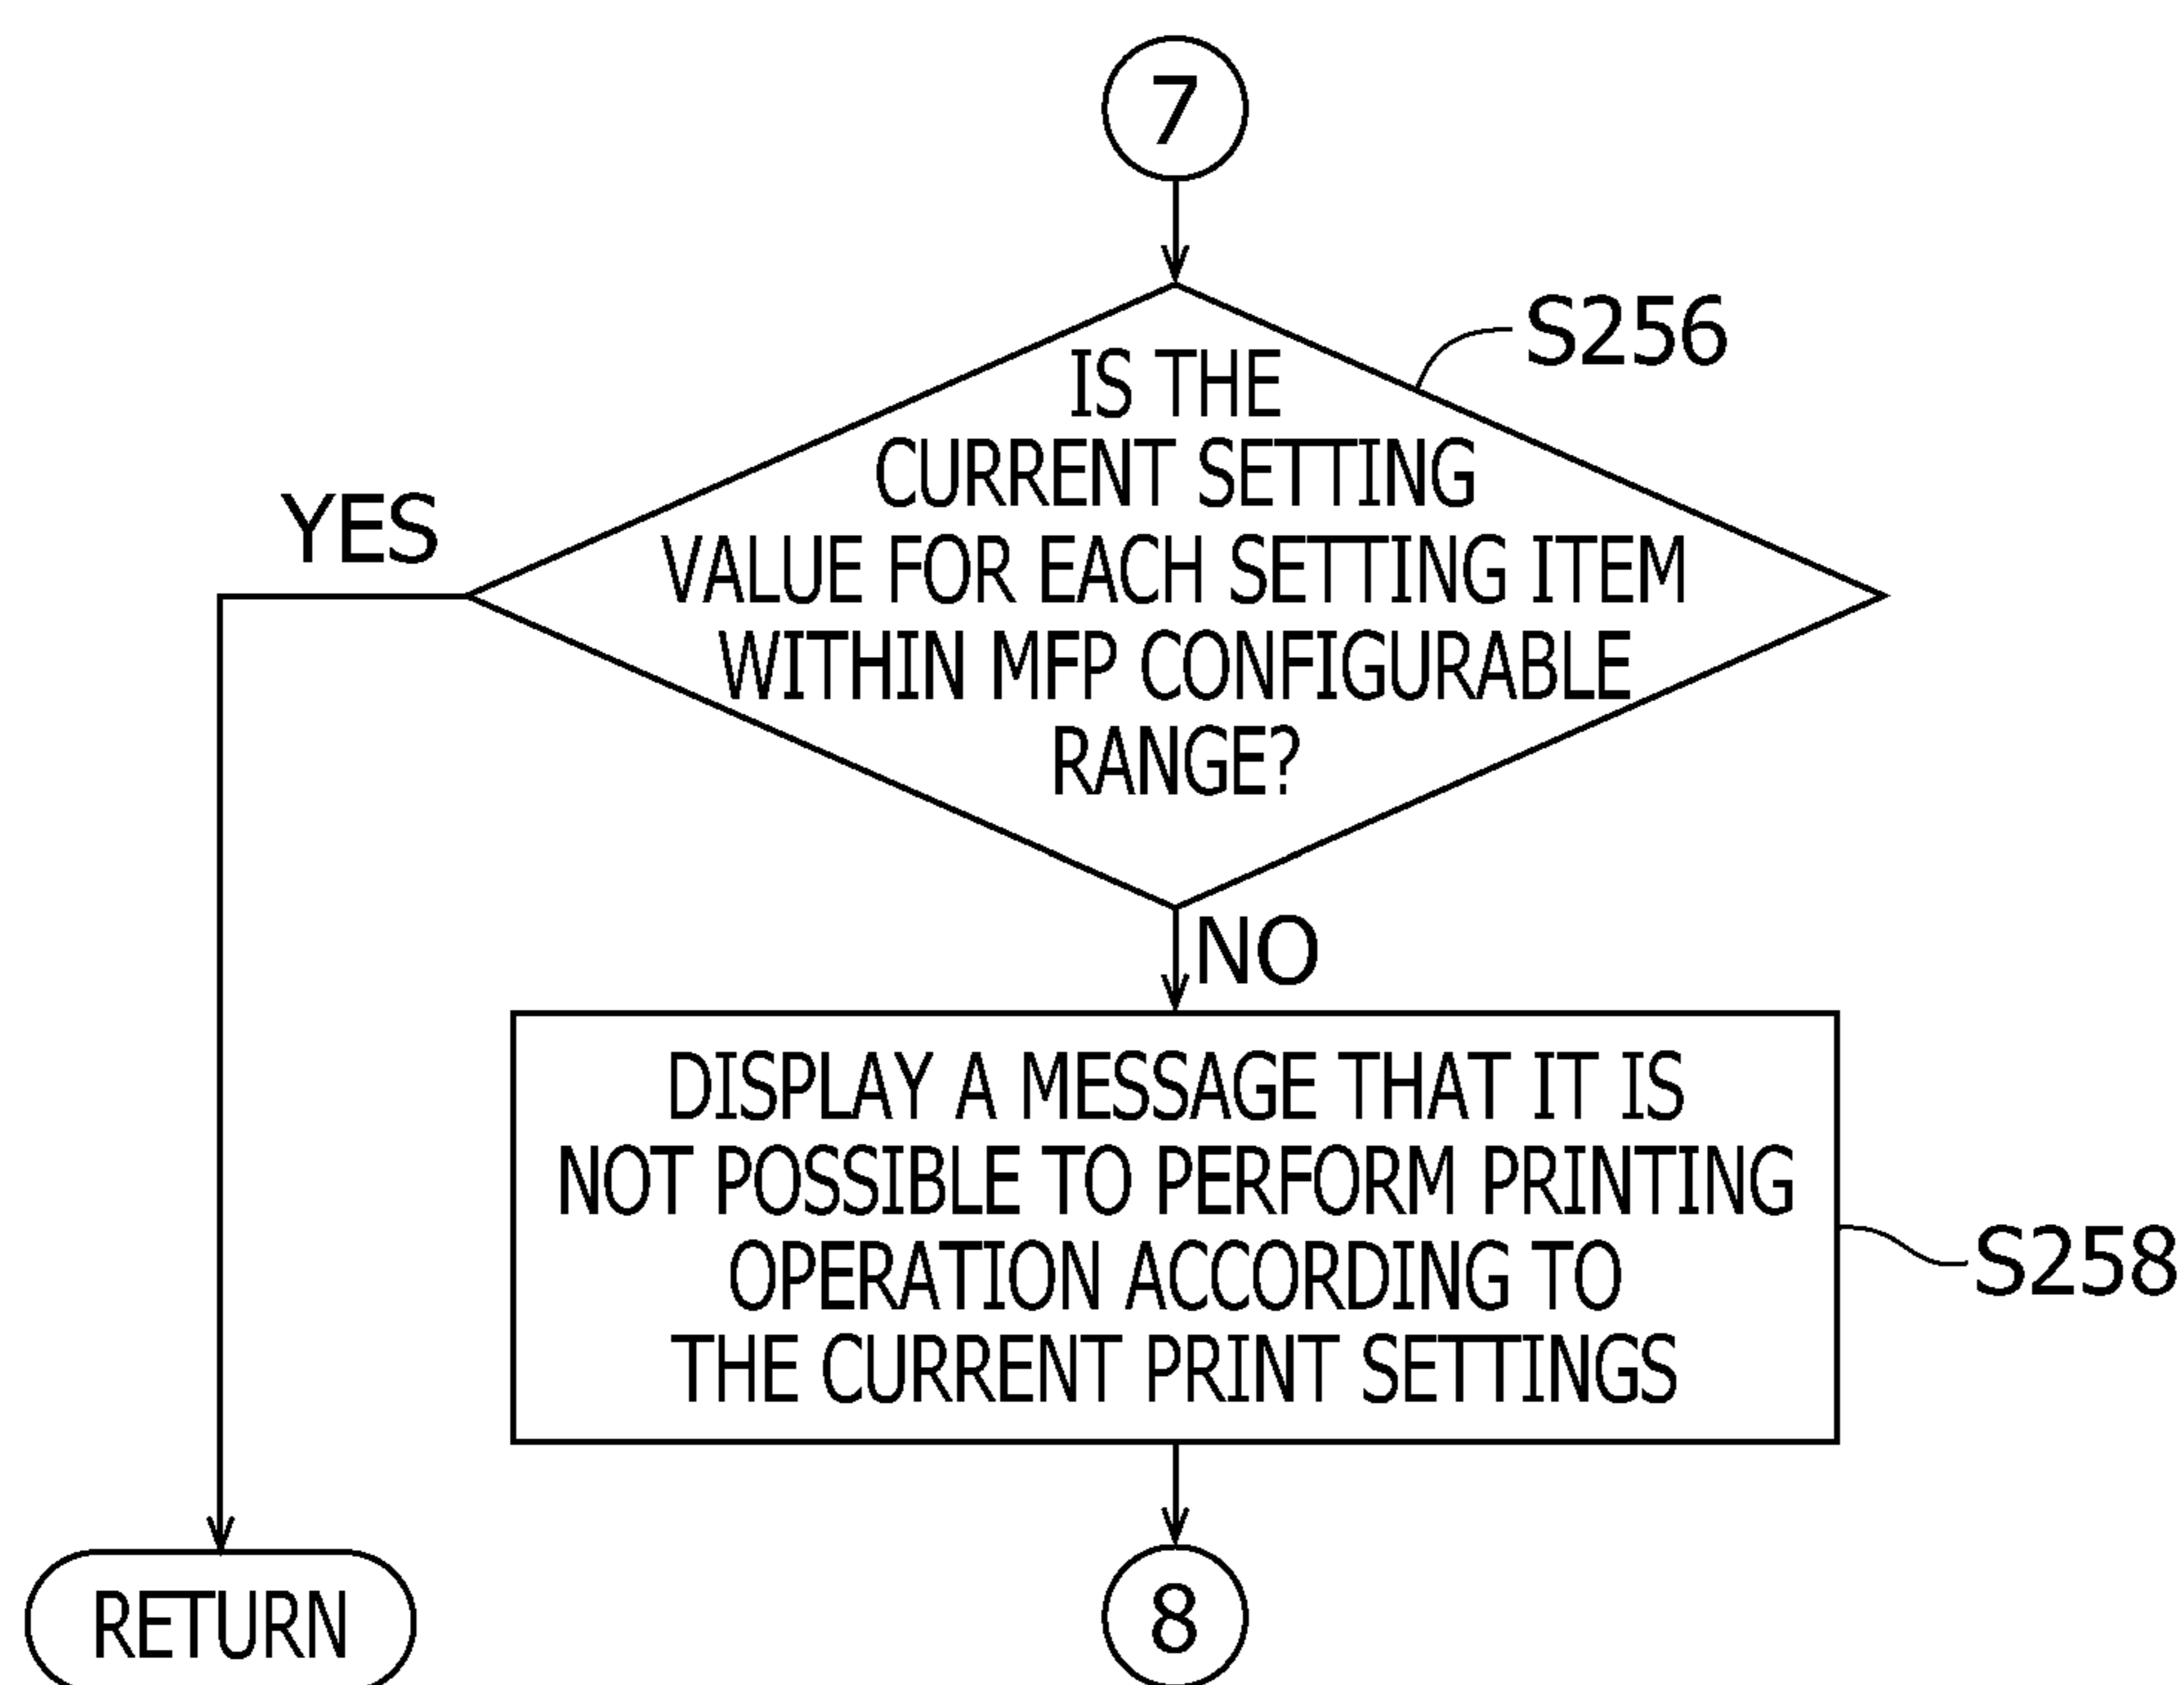 7
S256
IS THE
CURRENT SETTING
VALUE FOR EACH SETTING ITEM
WITHIN MFP CONFIGURABLE
RANGE?
YES
NO
DISPLAY A MESSAGE THAT IT IS
NOT POSSIBLE TO PERFORM PRINTING
OPERATION ACCORDING TO
THE CURRENT PRINT SETTINGS
S258
RETURN
8